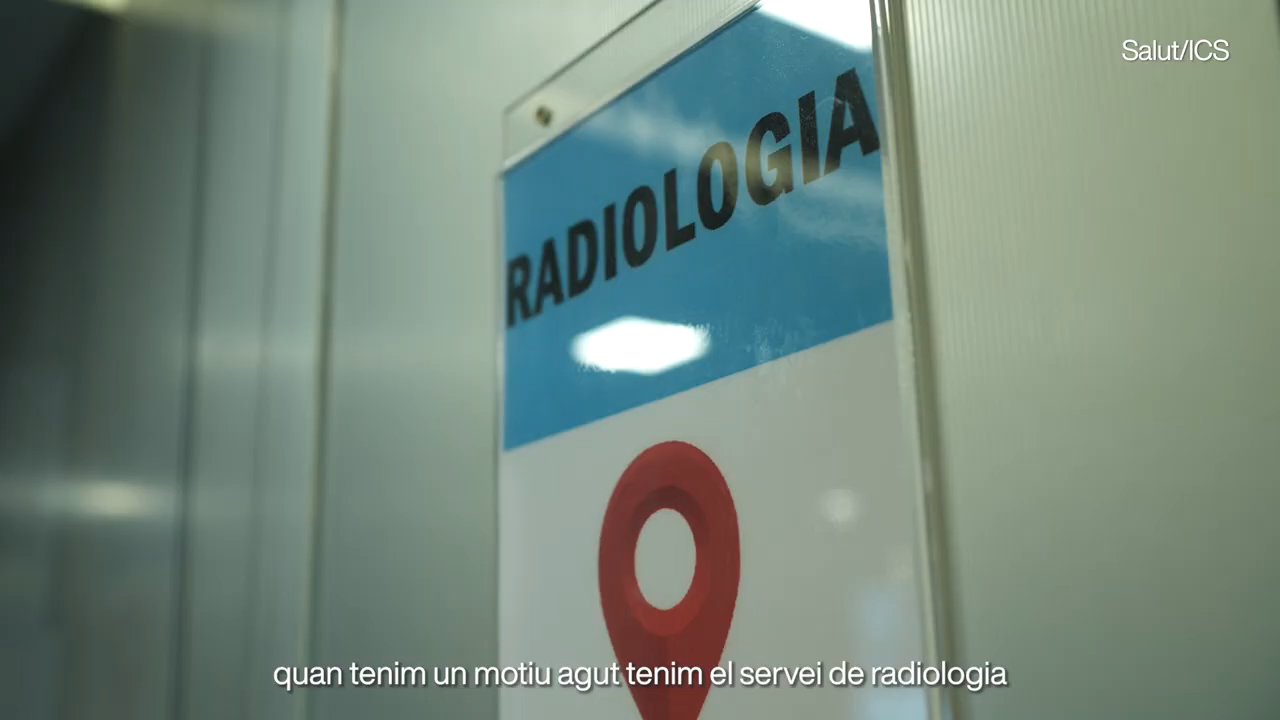 Salut/ICS
RADIOLOGIA
quan tenim un motiu agut tenim el servei de radiologia